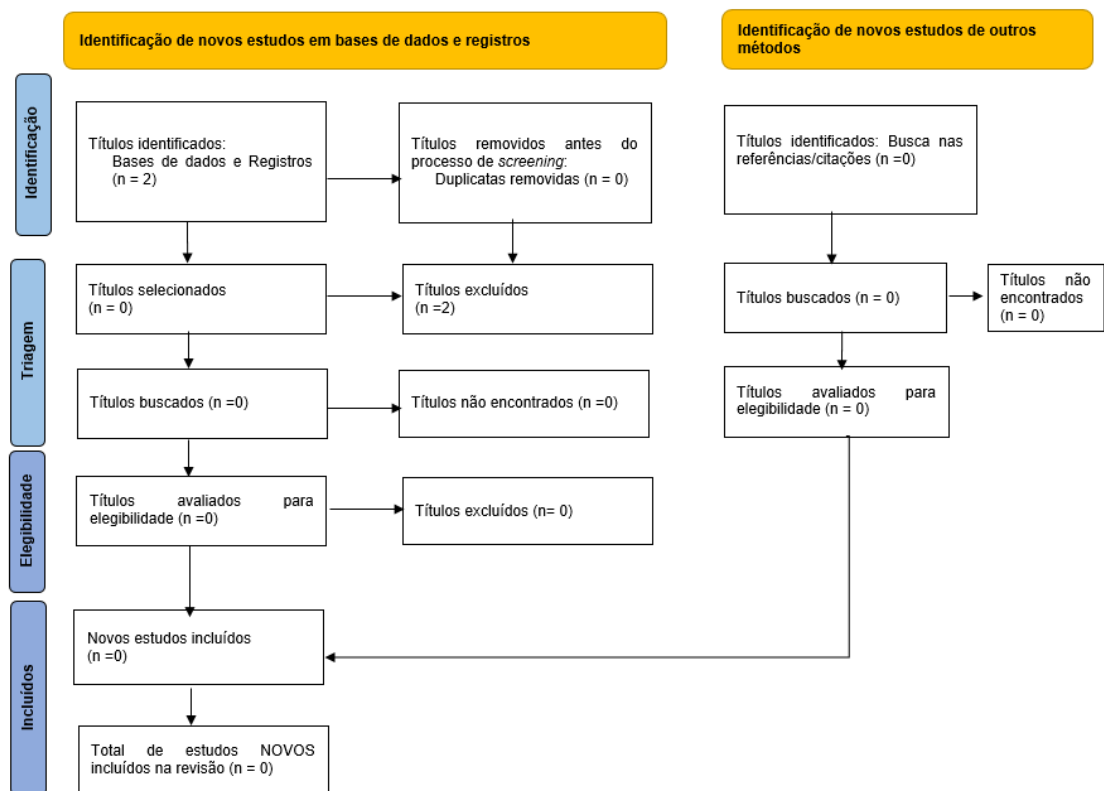 Identificação de novos estudos em bases de dados e registros
Identificação de novos estudos de outros
métodos
Identificação
Títulos identificados:
Bases de dados e Registros
(n = 2)
Títulos removidos antes do
processo de screening:
Duplicatas removidas (n = 0)
Títulos identificados: Busca nas
referências/citações (n =0)
Triagem
Títulos selecionados
(n = 0)
Títulos excluídos
(n =2)
Títulos buscados (n = 0)
Títulos não
encontrados
(n = 0)
Títulos buscados (n =0)
Títulos não encontrados (n =0)
Títulos avaliados para
elegibilidade (n = 0)
Elegibilidade
Títulos avaliados para
elegibilidade (n =0)
Títulos excluídos (n= 0)
Incluídos
Novos estudos incluídos
(n =0)
Total de estudos NOVOS
incluídos na revisão (n = 0)